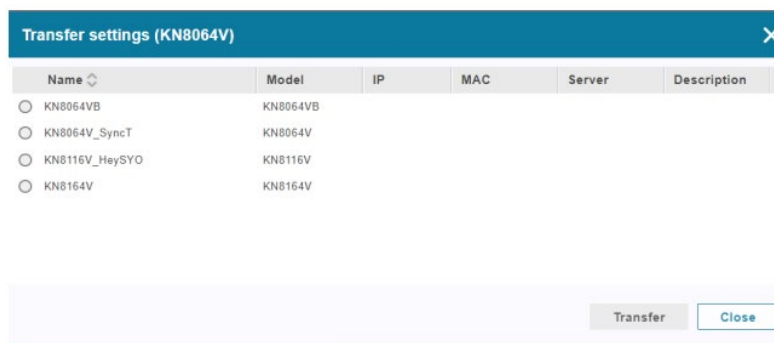 Transfer settings (KN8064V)
Name Model IP MAC Server Description
KN8064VB KN8064VB
KN8064V_SyncT KN8064V
KN8116V_HeySYO KN8116V
KN8164V KN8164V
Transfer Close